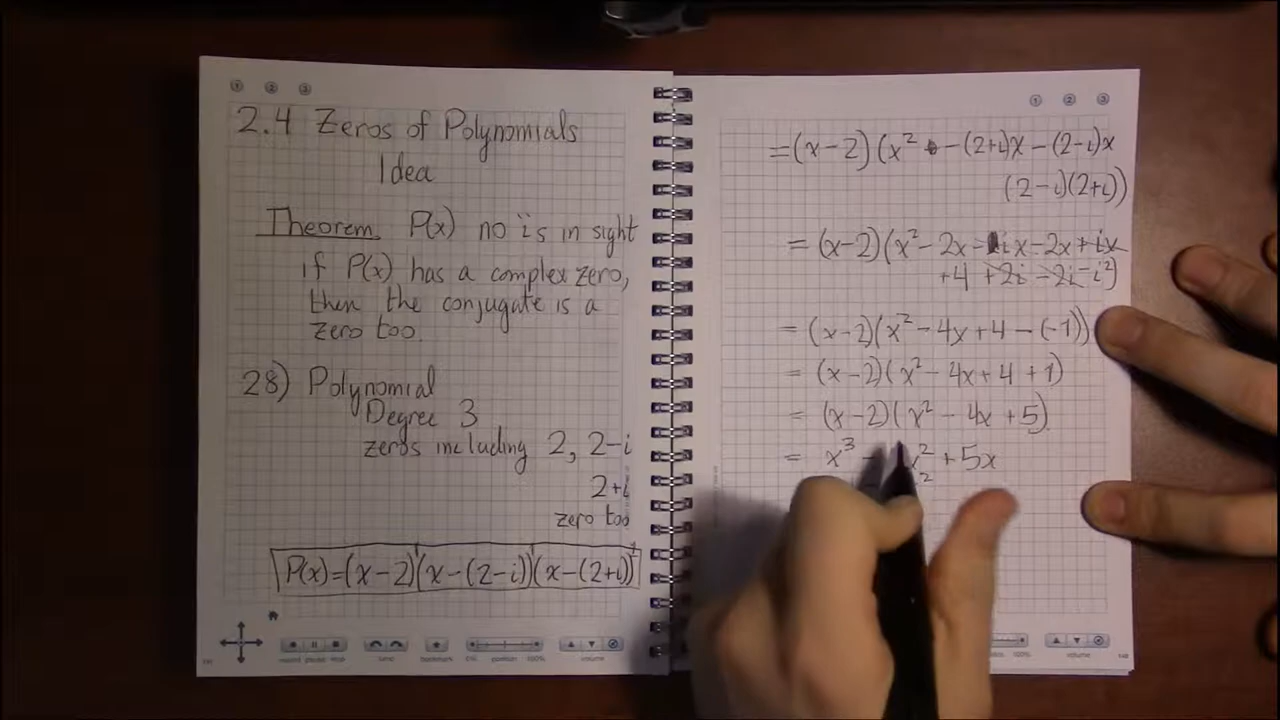 2.4 Zeros of Polynomials
Idea
Theorem P(x) no i's in sight
if P(x) has a complex zero,
then the conjugate is a
zero too.
28) Polynomial
Degree 3
zeros including 2, 2-i
2+i
zero too
P(x)=(x-2)(x-(2-i))(x-(2+i))
=(x-2)(x² -(2+i)x-(2-i)x
(2-i)(2+i))
=(x-2)(x²-2x-ix-2x+ix
+4 +2i -2i -i²)
=(x-2)(x²-4x+4-(-1))
=(x-2)(x²-4x+4+1)
=(x-2)(x²-4x+5)
= x³ - x² +5x